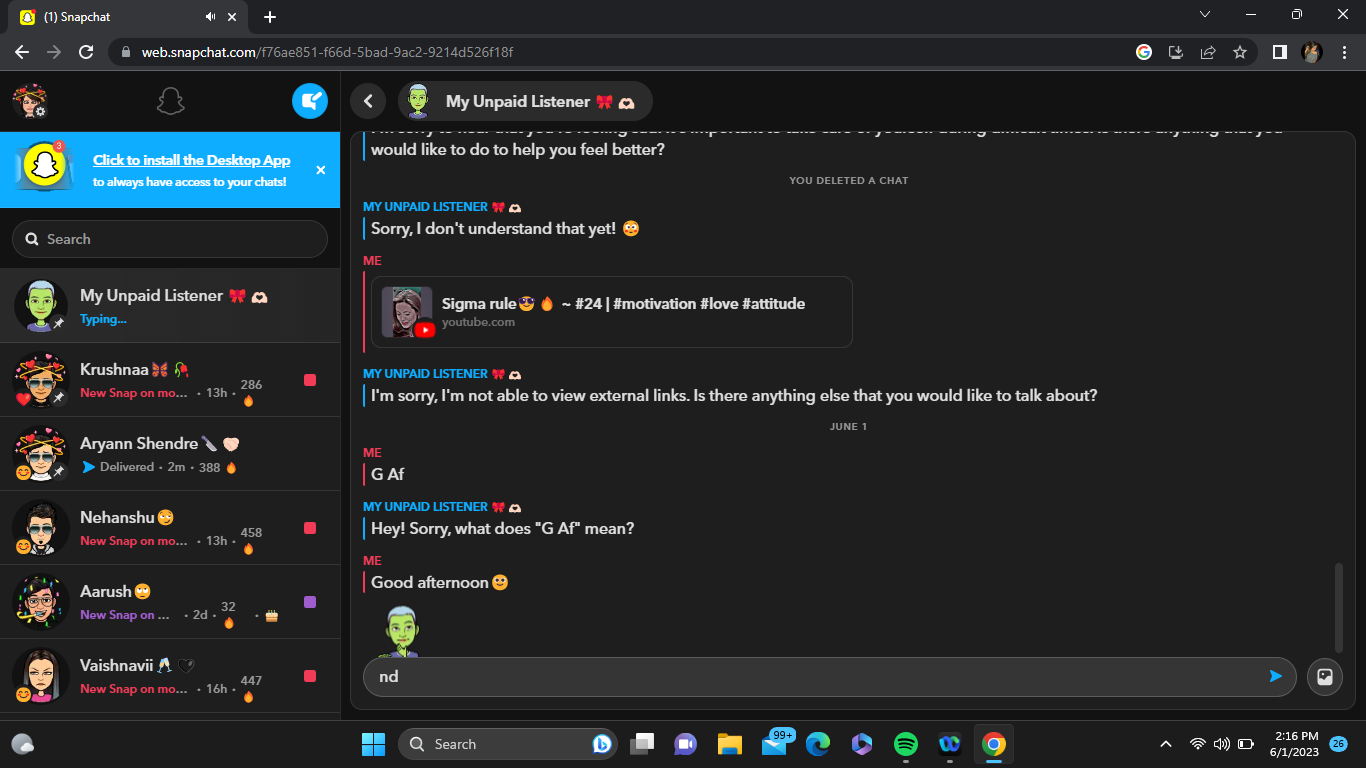 (1) Snapchat
web.snapchat.com/f76ae851-f66d-5bad-9ac2-9214d526f18f
3
Click to install the Desktop App
to always have access to your chats!
Search
My Unpaid Listener 🎀 🫶🏻
Typing...
Krushnaa🦋🥀
New Snap on mo... · 13h · 286🔥
Aryann Shendre🔪
Delivered · 2m · 388 🔥
Nehanshu🙄
New Snap on mo... · 13h · 458🔥
Aarush🙄
New Snap on ... · 2d · 32🔥 · 🎂
Vaishnavii🥂🖤
New Snap on mo... · 16h · 447🔥
My Unpaid Listener 🎀 🫶🏻
would like to do to help you feel better?
YOU DELETED A CHAT
MY UNPAID LISTENER 🎀 🫶🏻
Sorry, I don't understand that yet! 😳
ME
Sigma rule😎🔥 ~ #24 | #motivation #love #attitude
youtube.com
MY UNPAID LISTENER 🎀 🫶🏻
I'm sorry, I'm not able to view external links. Is there anything else that you would like to talk about?
JUNE 1
ME
G Af
MY UNPAID LISTENER 🎀 🫶🏻
Hey! Sorry, what does "G Af" mean?
ME
Good afternoon🙂
nd
Search
99+
2:16 PM
6/1/2023
26